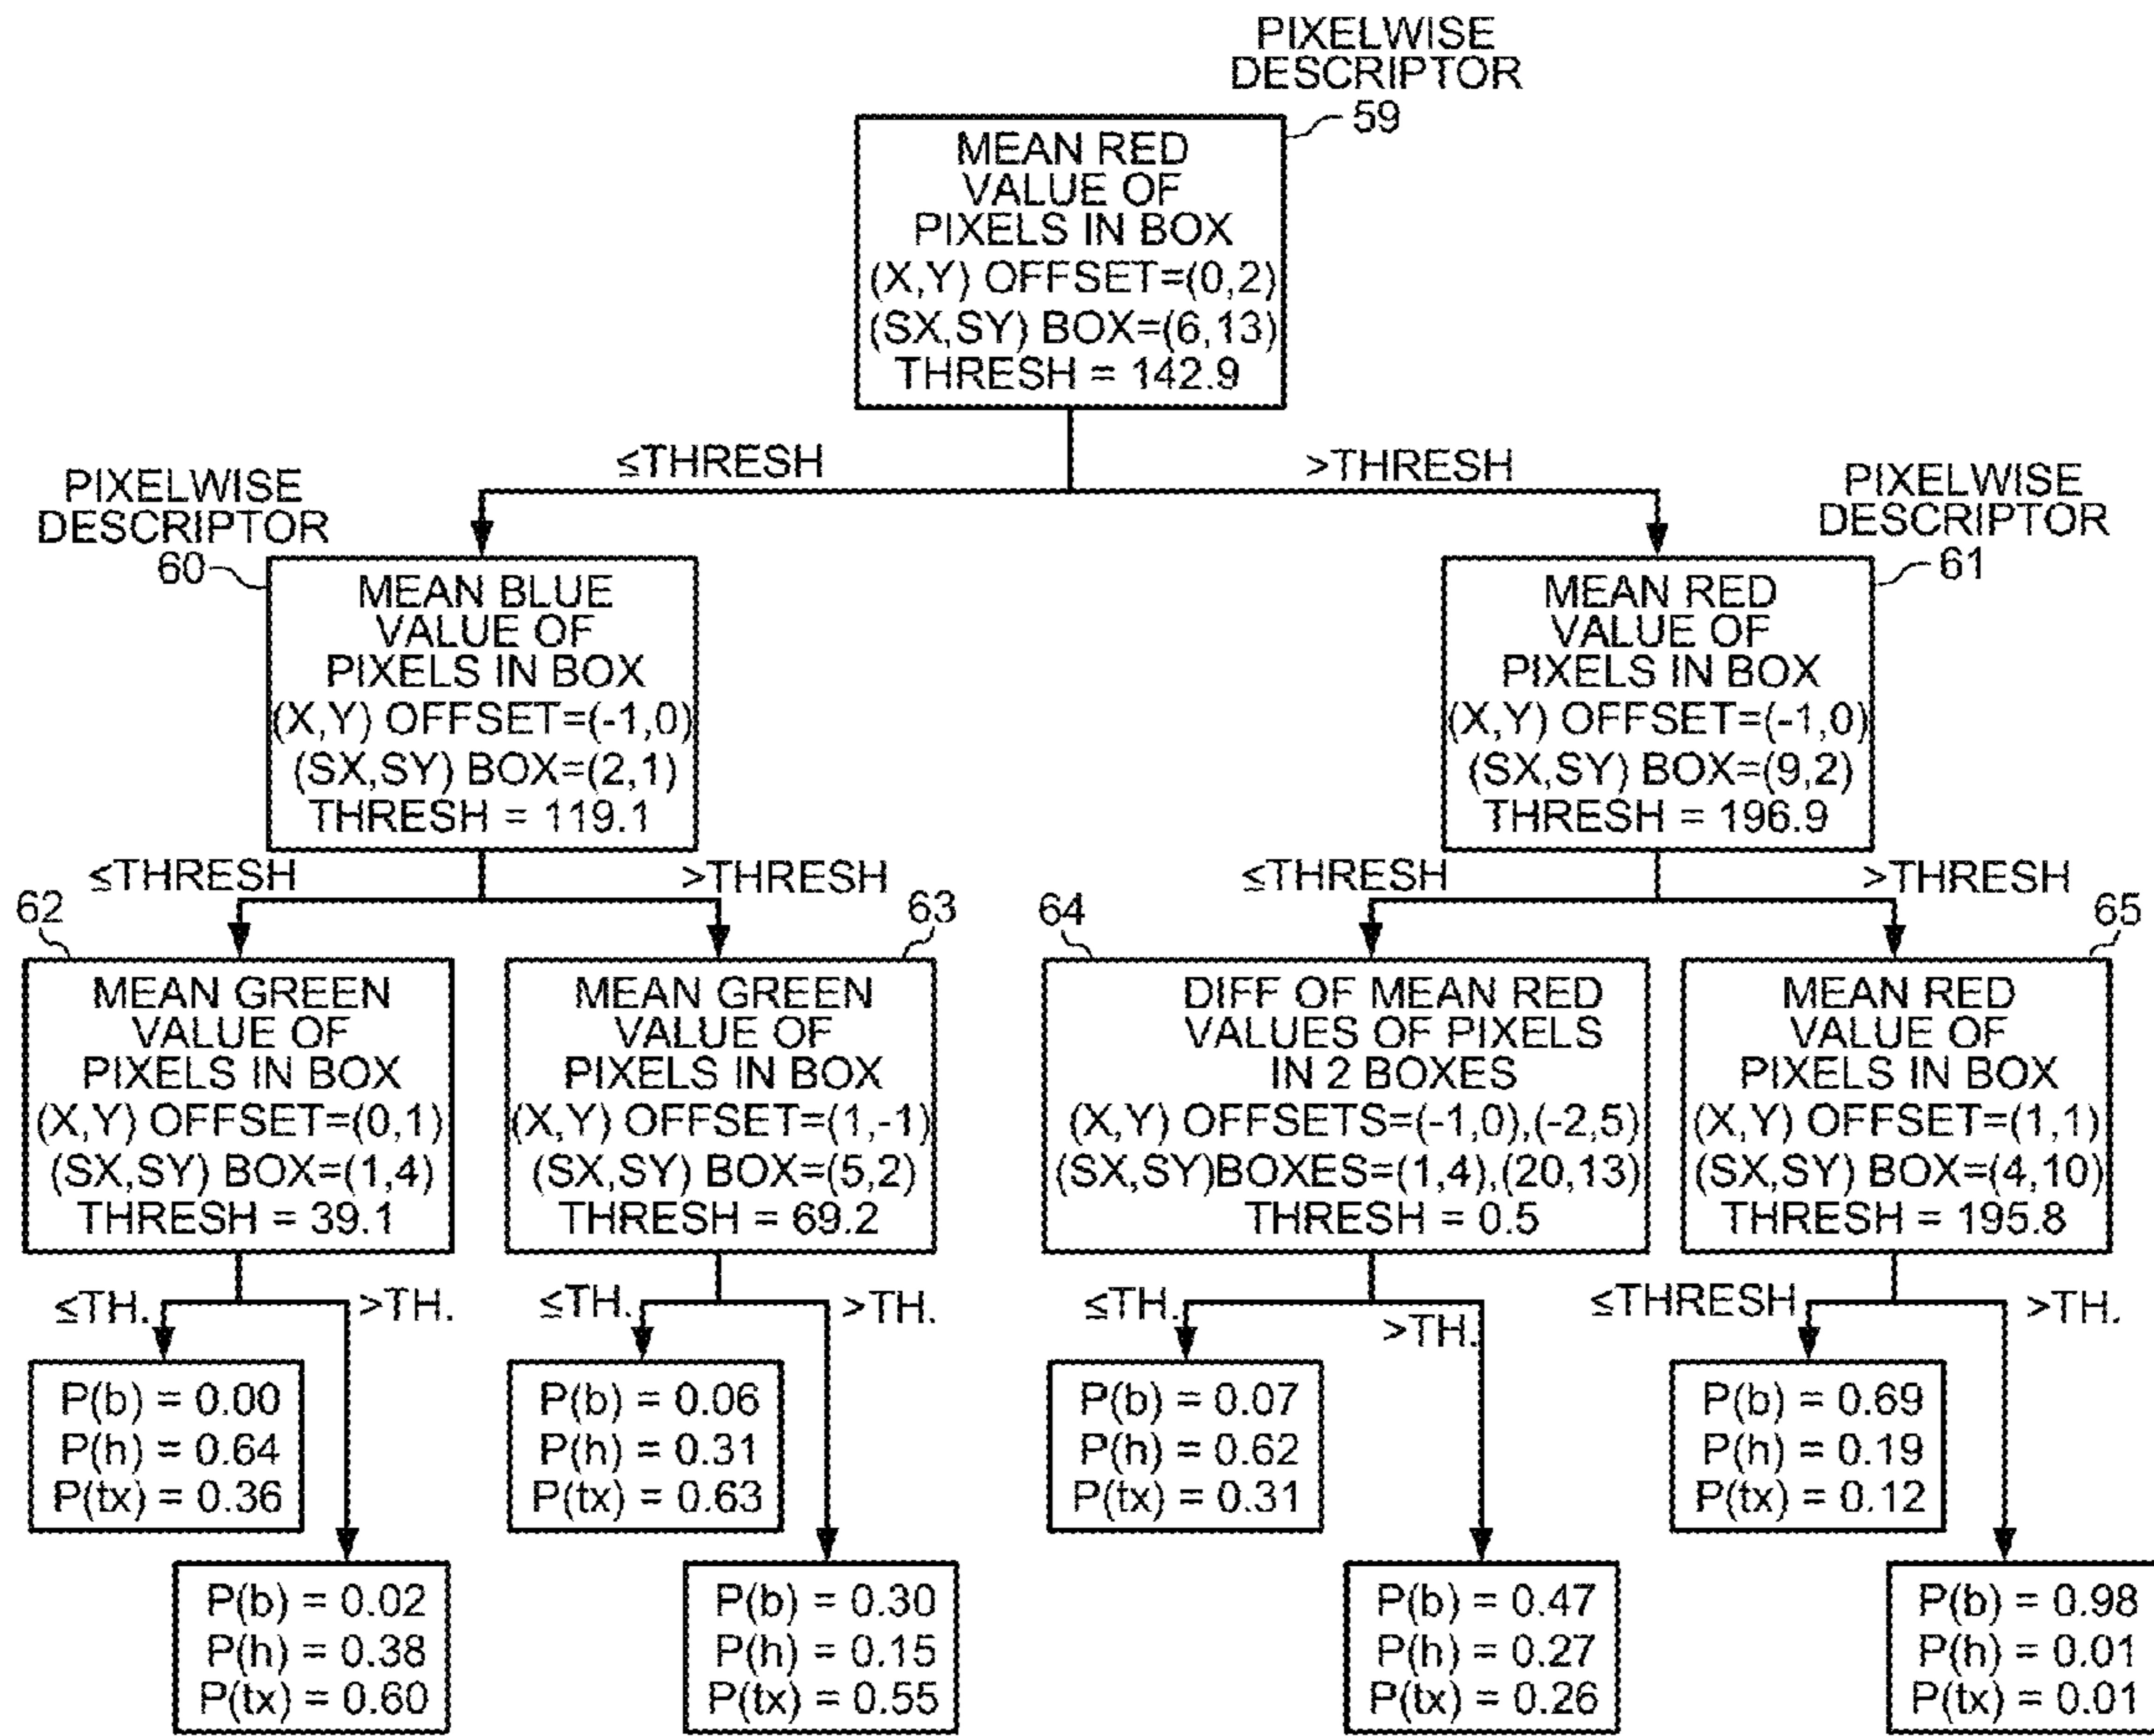 PIXELWISE
DESCRIPTOR
59
MEAN RED
VALUE OF
PIXELS IN BOX
(X,Y) OFFSET=(0,2)
(SX,SY) BOX=(6,13)
THRESH = 142.9
≤THRESH
>THRESH
PIXELWISE
DESCRIPTOR
60
MEAN BLUE
VALUE OF
PIXELS IN BOX
(X,Y) OFFSET=(-1,0)
(SX,SY) BOX=(2,1)
THRESH = 119.1
PIXELWISE
DESCRIPTOR
61
MEAN RED
VALUE OF
PIXELS IN BOX
(X,Y) OFFSET=(-1,0)
(SX,SY) BOX=(9,2)
THRESH = 196.9
≤THRESH
>THRESH
≤THRESH
>THRESH
62
MEAN GREEN
VALUE OF
PIXELS IN BOX
(X,Y) OFFSET=(0,1)
(SX,SY) BOX=(1,4)
THRESH = 39.1
63
MEAN GREEN
VALUE OF
PIXELS IN BOX
(X,Y) OFFSET=(1,-1)
(SX,SY) BOX=(5,2)
THRESH = 69.2
64
DIFF OF MEAN RED
VALUES OF PIXELS
IN 2 BOXES
(X,Y) OFFSETS=(-1,0),(-2,5)
(SX,SY)BOXES=(1,4),(20,13)
THRESH = 0.5
65
MEAN RED
VALUE OF
PIXELS IN BOX
(X,Y) OFFSET=(1,1)
(SX,SY) BOX=(4,10)
THRESH = 195.8
≤TH.
>TH.
≤TH.
>TH.
≤TH.
>TH.
≤THRESH
>TH.
P(b) = 0.00
P(h) = 0.64
P(tx) = 0.36
P(b) = 0.06
P(h) = 0.31
P(tx) = 0.63
P(b) = 0.07
P(h) = 0.62
P(tx) = 0.31
P(b) = 0.69
P(h) = 0.19
P(tx) = 0.12
P(b) = 0.02
P(h) = 0.38
P(tx) = 0.60
P(b) = 0.30
P(h) = 0.15
P(tx) = 0.55
P(b) = 0.47
P(h) = 0.27
P(tx) = 0.26
P(b) = 0.98
P(h) = 0.01
P(tx) = 0.01